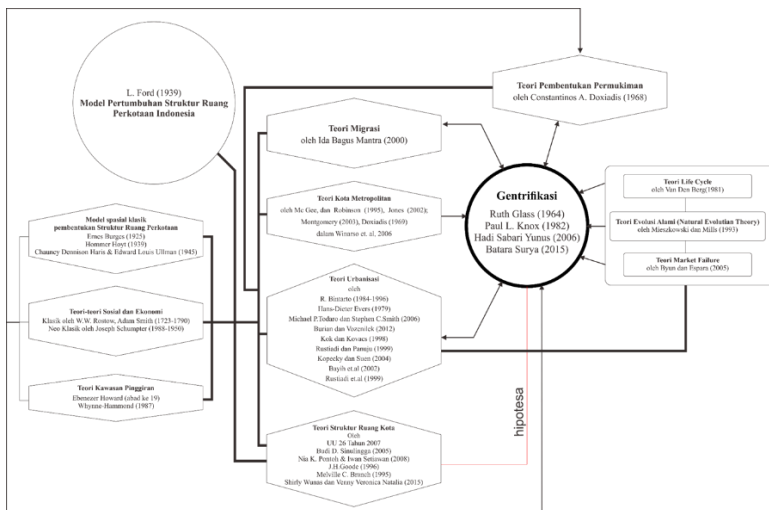 L. Ford (1939)
Model Pertumbuhan Struktur Ruang
Perkotaan Indonesia
Teori Pembentukan Permukiman
oleh Constantinos A. Doxiadis (1968)
Teori Migrasi
oleh Ida Bagus Mantra (2000)
Teori Kota Metropolitan
oleh Mc Gee, dan Robinson (1995), Jones (2002);
Montgomery (2003), Doxiadis (1969)
dalam Winarso et. al, 2006
Gentrifikasi
Ruth Glass (1964)
Paul L. Knox (1982)
Hadi Sabari Yunus (2006)
Batara Surya (2015)
Teori Life Cycle
oleh Van Den Berg(1981)
Teori Evolusi Alami (Natural Evolution Theory)
oleh Mieszkowski dan Mills (1993)
Teori Market Failure
oleh Byun dan Espara (2005)
Model spasial klasik
pembentukan Struktur Ruang Perkotaan
Ernes Burges (1925)
Hommer Hoyt (1939)
Chauney Dennison Haris & Edward Louis Ullman (1945)
Teori-teori Sosial dan Ekonomi
Klasik oleh W.W. Rostow, Adam Smith (1723-1790)
Neo Klasik oleh Joseph Schumpter (1988-1950)
Teori Kawasan Pinggiran
Ebenezer Howard (abad ke 19)
Whynne-Hammond (1987)
Teori Urbanisasi
oleh
R. Bintarto (1984-1996)
Hans-Dieter Evers (1979)
Michael P.Todaro dan Stephen C.Smith (2006)
Burian dan Vozenilek (2012)
Kok dan Kovacs (1998)
Rustiadi dan Panuju (1999)
Kopecky dan Suen (2004)
Bayib et.al (2002)
Rustiadi et.al (1999)
Teori Struktur Ruang Kota
Oleh
UU 26 Tahun 2007
Budi D. Sinulingga (2005)
Nia K. Pontoh & Iwan Setiawan (2008)
J.H.Goode (1996)
Melville C. Branch (1995)
Shirly Wunas dan Venny Veronica Natalia (2015)
hipotesa